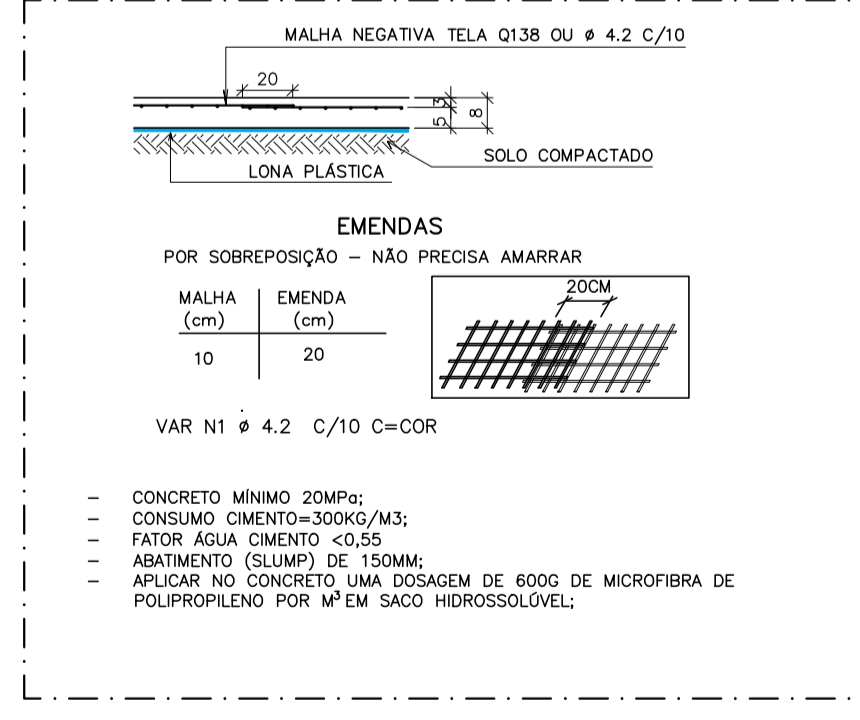 MALHA NEGATIVA TELA Q138 OU ø 4.2 C/10
20
3
5
8
SOLO COMPACTADO
LONA PLÁSTICA
EMENDAS
POR SOBREPOSIÇÃO – NÃO PRECISA AMARRAR
MALHA EMENDA
(cm) (cm)
10 20
20CM
VAR N1 ø 4.2 C/10 C=COR
– CONCRETO MÍNIMO 20MPa;
– CONSUMO CIMENTO=300KG/M3;
– FATOR ÁGUA CIMENTO <0,55
– ABATIMENTO (SLUMP) DE 150MM;
– APLICAR NO CONCRETO UMA DOSAGEM DE 600G DE MICROFIBRA DE
POLIPROPILENO POR M³ EM SACO HIDROSSOLÚVEL;